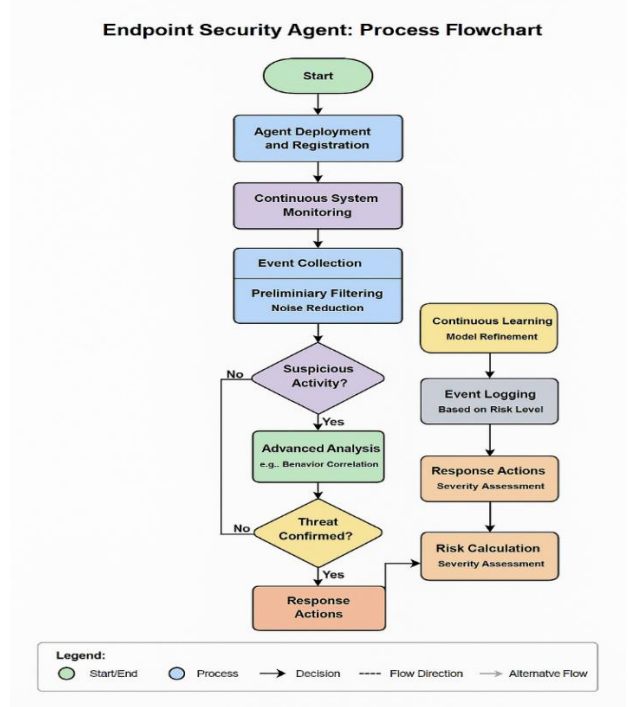 Endpoint Security Agent: Process Flowchart
Start
Agent Deployment
and Registration
Continuous System
Monitoring
Event Collection
Preliminiary Filtering
Noise Reduction
Suspicious
Activity?
No
Yes
Advanced Analysis
e.g.. Benavior Correlation
Threat
Confirmed?
No
Yes
Response
Actions
Continuous Learning
Model Refinement
Event Logging
Based on Risk Level
Response Actions
Severity Assessment
Risk Calculation
Severity Assessment
Legend:
Start/End
Process
Decision
Flow Direction
Alternatve Flow